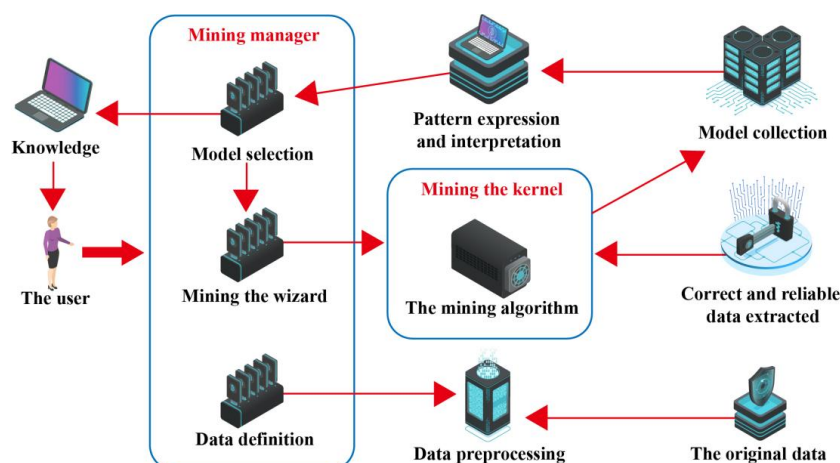 Mining manager
Model selection
Mining the wizard
Data definition
Knowledge
The user
Pattern expression
and interpretation
Model collection
Mining the kernel
The mining algorithm
Correct and reliable
data extracted
Data preprocessing
The original data